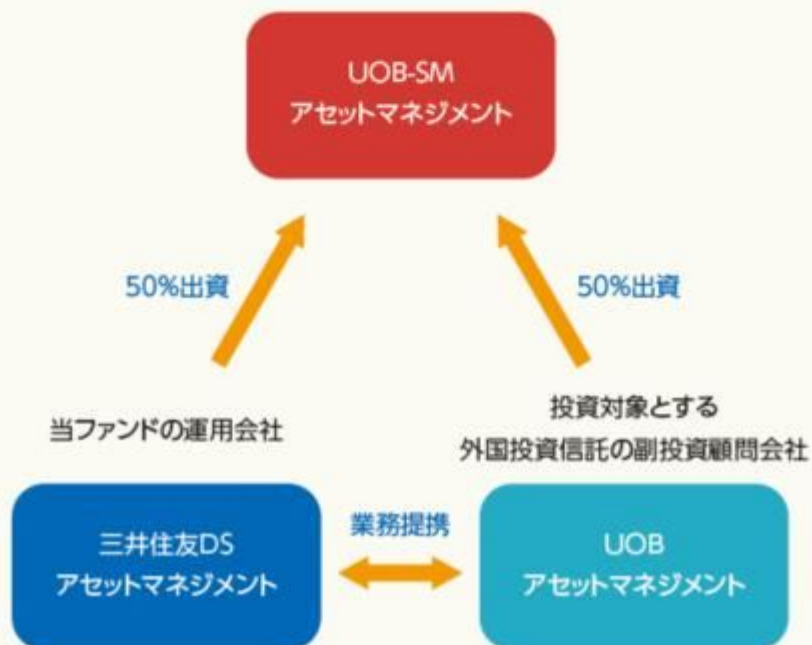 UOB-SM
アセットマネジメント
50%出資
50%出資
当ファンドの運用会社
投資対象とする
外国投資信託の副投資顧問会社
三井住友DS
アセットマネジメント
業務提携
UOB
アセットマネジメント